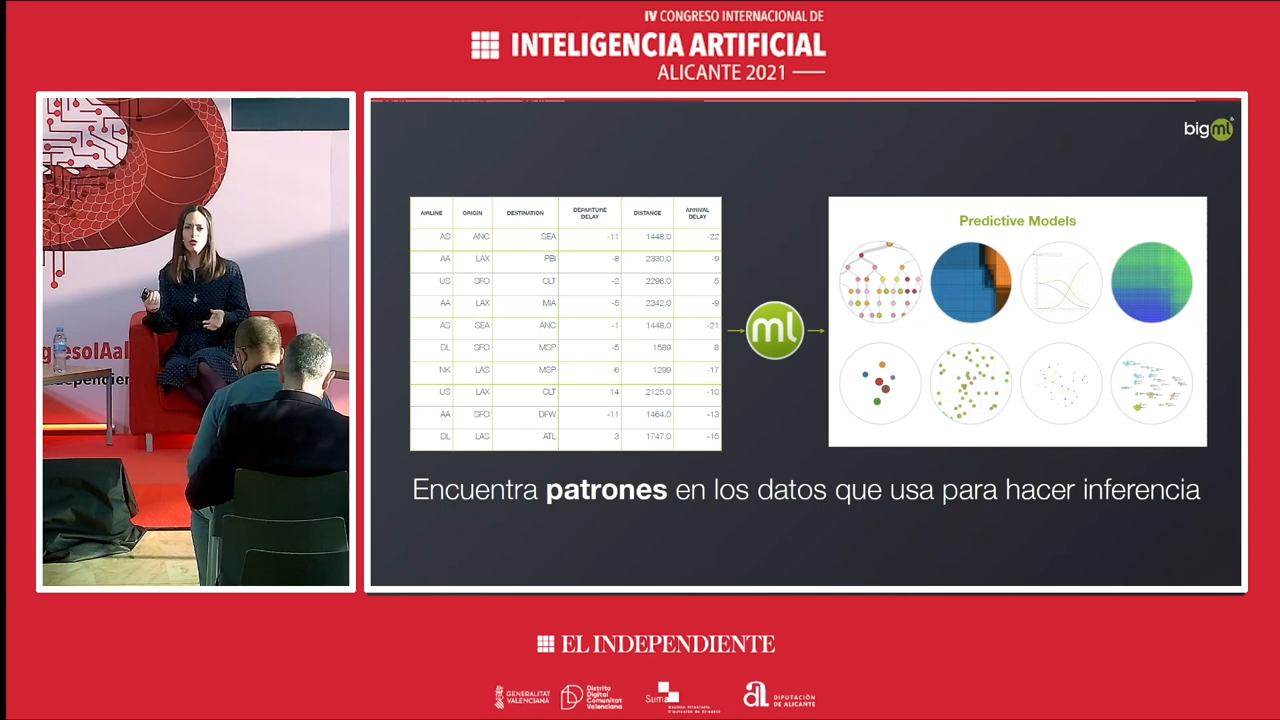 IV CONGRESO INTERNACIONAL DE
INTELIGENCIA ARTIFICIAL
ALICANTE 2021
bigml
AIRLINE ORIGIN DESTINATION DEPARTURE DELAY DISTANCE ARRIVAL DELAY
AS ANC SEA -11 1448.0 -22
AA LAX PBI -8 2330.0 -9
US SFO CLT -2 2296.0 5
AA LAX MIA -5 2342.0 -9
AS SEA ANC -1 1448.0 -21
DL SFO MSP -5 1589 8
NK LAS MSP -6 1299 -17
US LAX CLT 14 2125.0 -10
AA SFO DFW -11 1464.0 -13
DL LAS ATL 3 1747.0 -15
ml
Predictive Models
Encuentra patrones en los datos que usa para hacer inferencia
gresoIAal
dependien
EL INDEPENDIENTE
GENERALITAT
VALENCIANA
Distrito
Digital
Comunitat
Valenciana
Suma
DIPUTACIÓN
DE ALICANTE